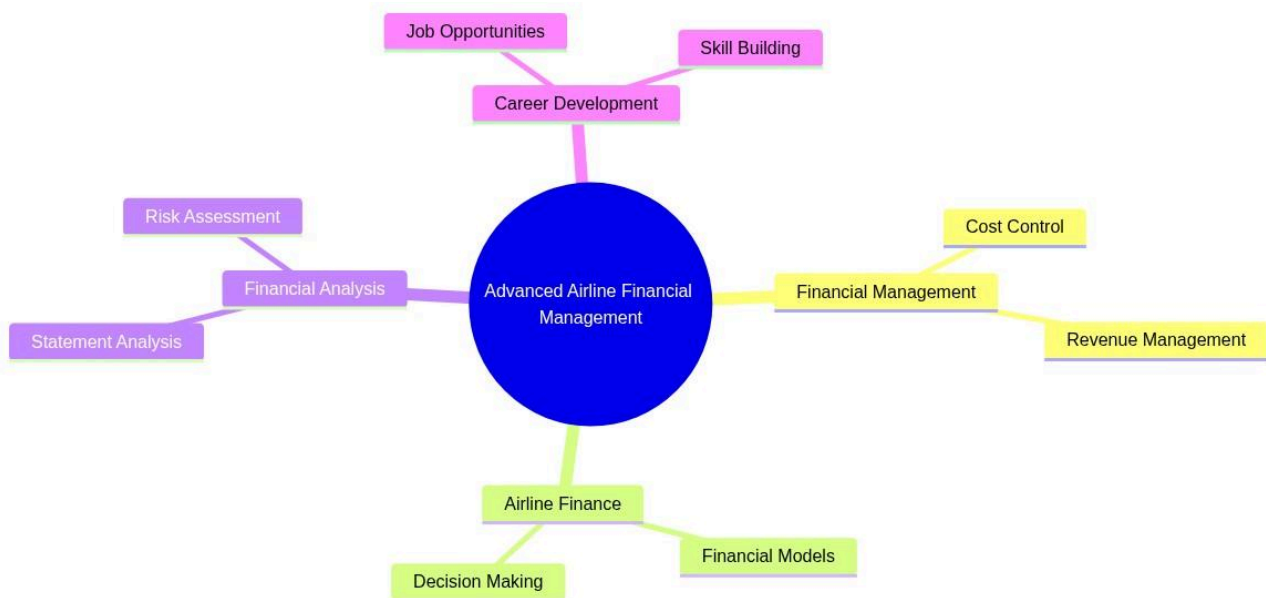 Job Opportunities
Skill Building
Career Development
Risk Assessment
Cost Control
Financial Analysis
Advanced Airline Financial
Management
Financial Management
Statement Analysis
Revenue Management
Airline Finance
Financial Models
Decision Making